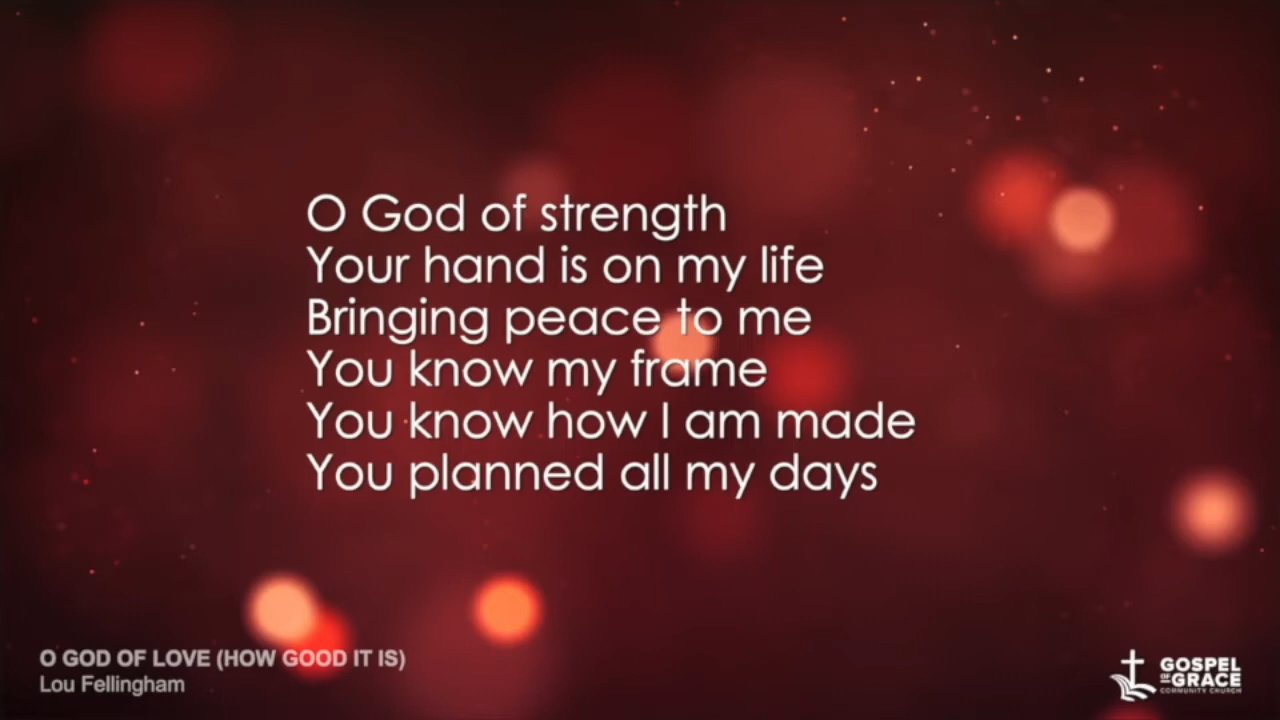 O God of strength
Your hand is on my life
Bringing peace to me
You know my frame
You know how I am made
You planned all my days
O GOD OF LOVE (HOW GOOD IT IS)
Lou Fellingham
GOSPEL
OF GRACE
COMMUNITY CHURCH